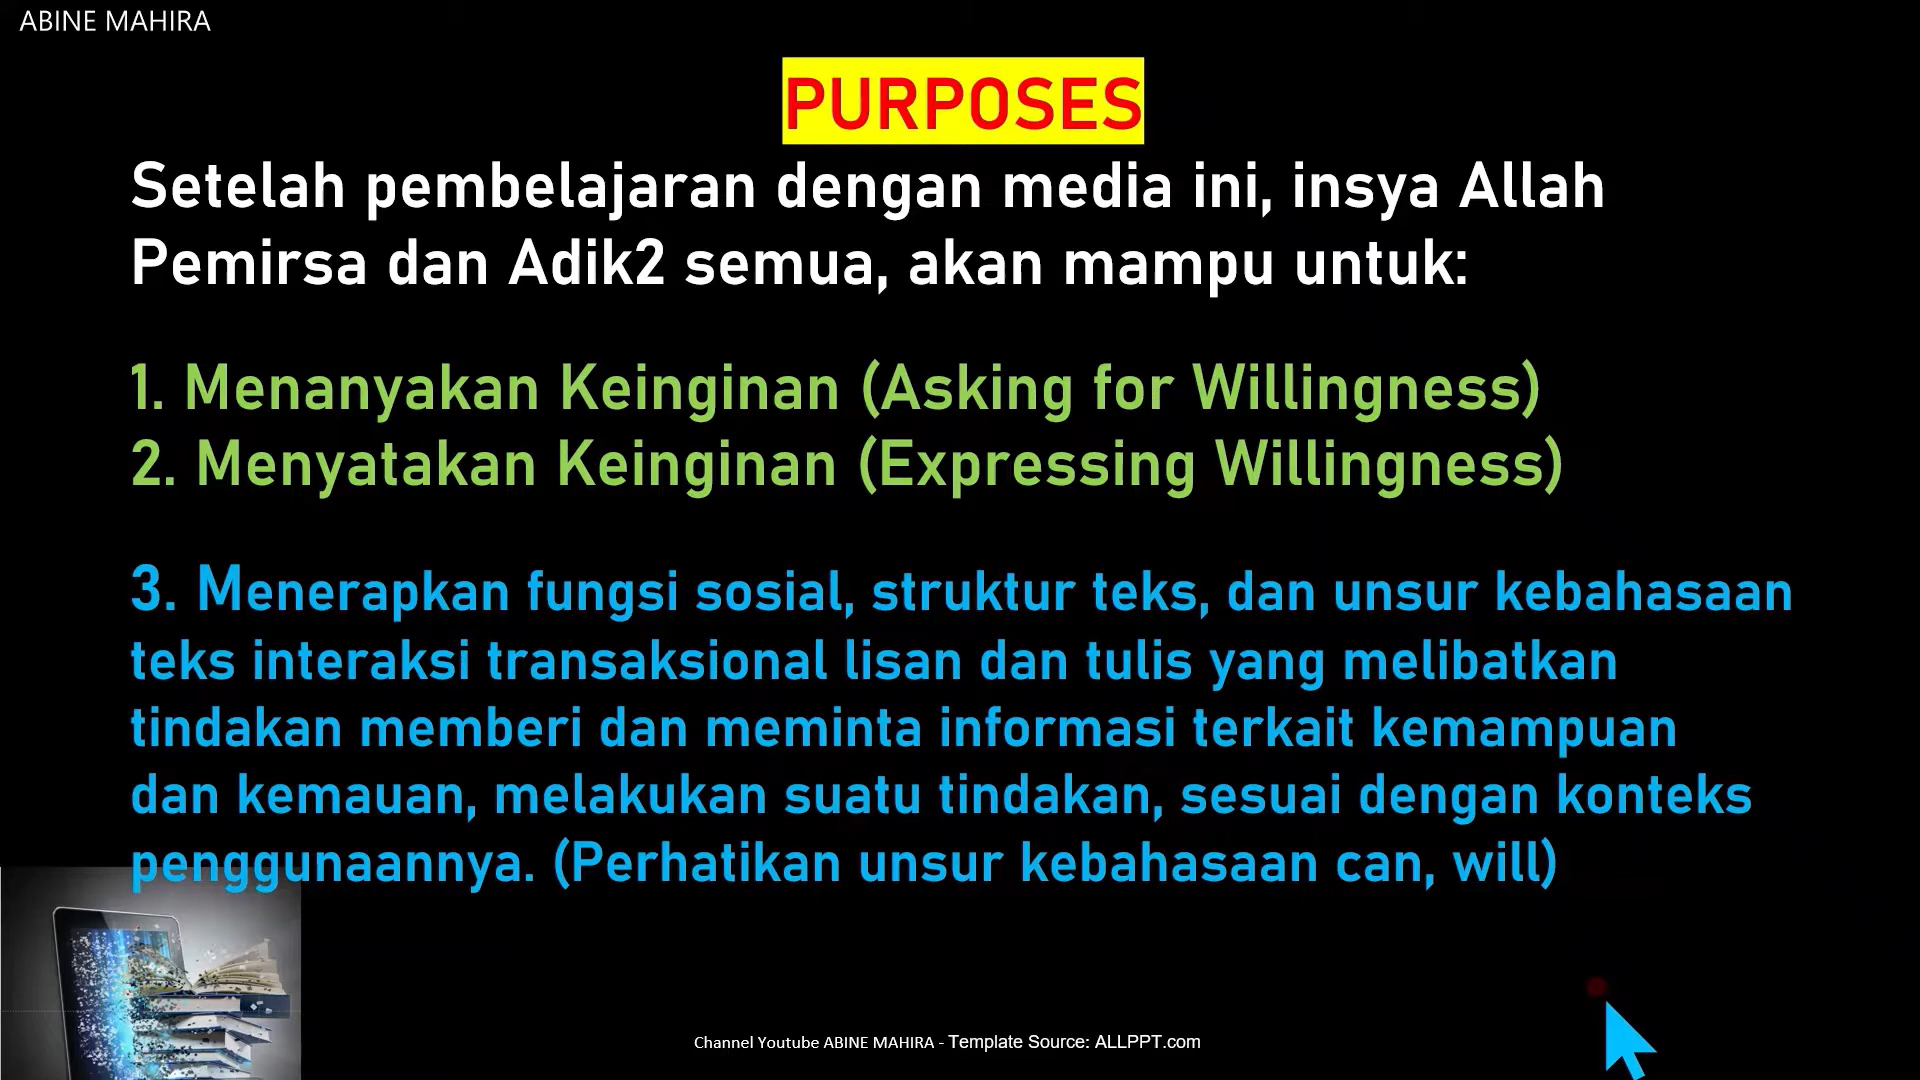 ABINE MAHIRA
PURPOSES
Setelah pembelajaran dengan media ini, insya Allah
Pemirsa dan Adik2 semua, akan mampu untuk:
1. Menanyakan Keinginan (Asking for Willingness)
2. Menyatakan Keinginan (Expressing Willingness)
3. Menerapkan fungsi sosial, struktur teks, dan unsur kebahasaan
teks interaksi transaksional lisan dan tulis yang melibatkan
tindakan memberi dan meminta informasi terkait kemampuan
dan kemauan, melakukan suatu tindakan, sesuai dengan konteks
penggunaannya. (Perhatikan unsur kebahasaan can, will)
Channel Youtube ABINE MAHIRA - Template Source: ALLPPT.com